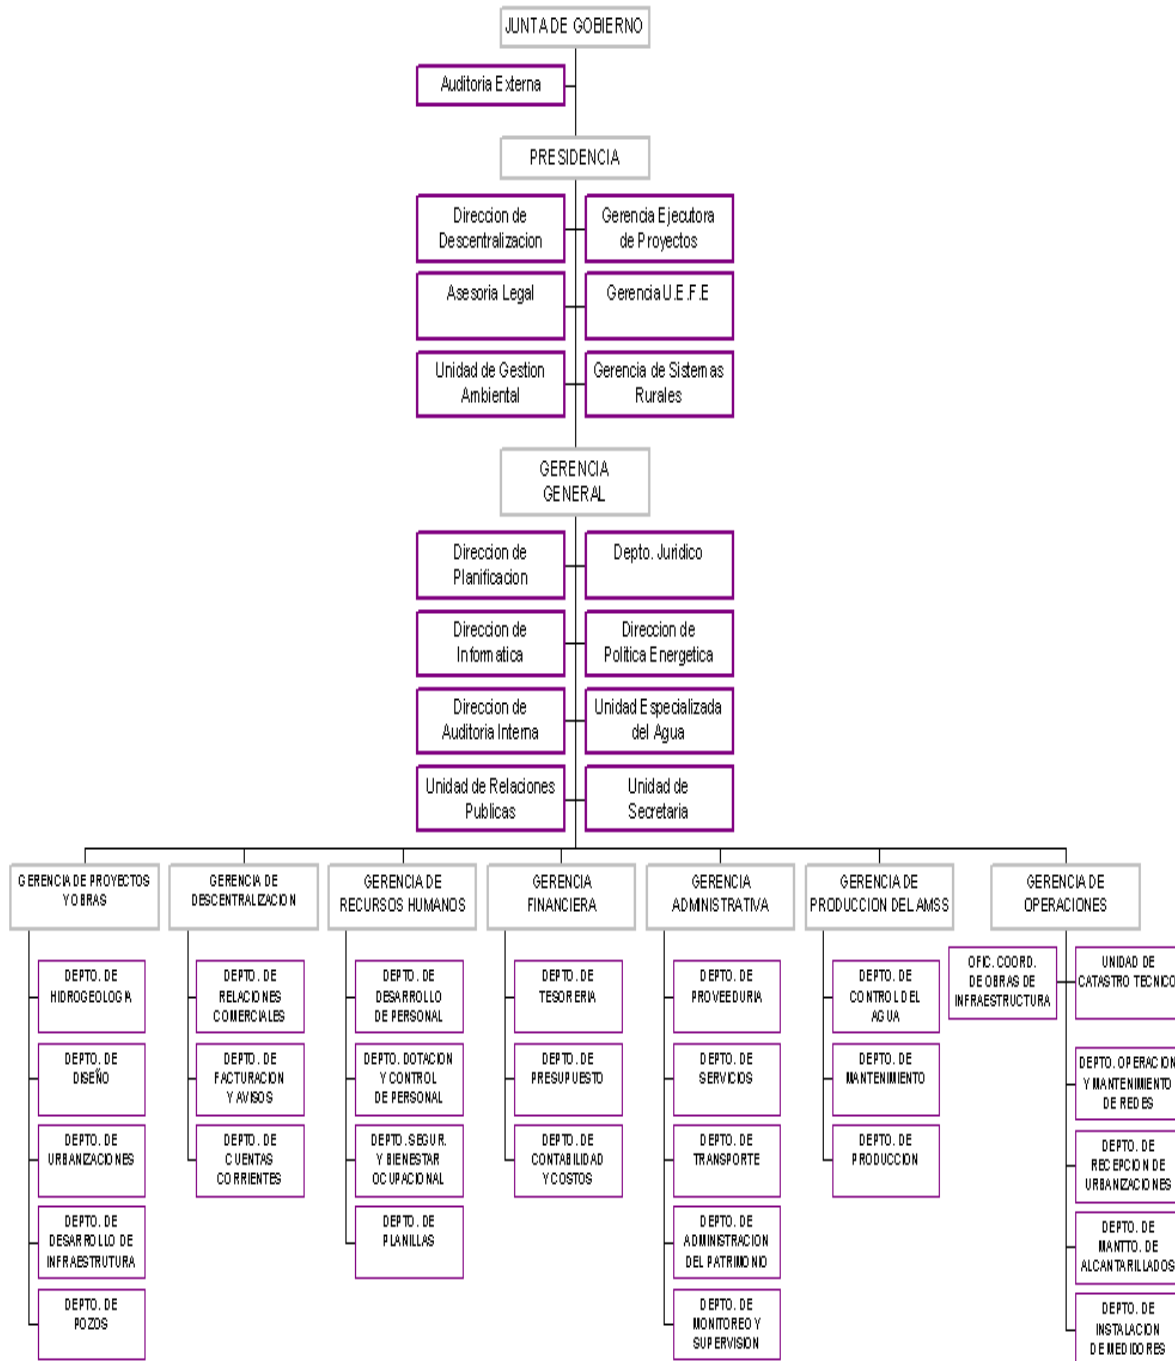 JUNTA DE GOBIERNO
Auditoria Externa
PRESIDENCIA
Direccion de
Descentralizacion
Gerencia Ejecutora
de Proyectos
Asesoria Legal
Gerencia U.E.F.E
Unidad de Gestion
Ambiental
Gerencia de Sistemas
Rurales
GERENCIA
GENERAL
Direccion de
Planificacion
Depto. Juridico
Direccion de
Informatica
Direccion de
Politica Energetica
Direccion de
Auditoria Interna
Unidad Especializada
del Agua
Unidad de Relaciones
Publicas
Unidad de
Secretaria
GERENCIA DE PROYECTOS
Y OBRAS
DEPTO. DE
HIDROGEOLOGIA
DEPTO. DE
DISEÑO
DEPTO. DE
URBANIZACIONES
DEPTO. DE
DESARROLLO DE
INFRAESTRUTURA
DEPTO. DE
POZOS
GERENCIA DE
DESCENTRALIZACION
DEPTO. DE
RELACIONES
COMERCIALES
DEPTO. DE
FACTURACION
Y AVISOS
DEPTO. DE
CUENTAS
CORRIENTES
GERENCIA DE
RECURSOS HUMANOS
DEPTO. DE
DESARROLLO
DE PERSONAL
DEPTO. DOTACION
Y CONTROL
DE PERSONAL
DEPTO. SEGUR.
Y BIENESTAR
OCUPACIONAL
DEPTO. DE
PLANILLAS
GERENCIA
FINANCIERA
DEPTO. DE
TESORERIA
DEPTO. DE
PRESUPUESTO
DEPTO. DE
CONTABILIDAD
Y COSTOS
GERENCIA
ADMINISTRATIVA
DEPTO. DE
PROVEEDURIA
DEPTO. DE
SERVICIOS
DEPTO. DE
TRANSPORTE
DEPTO. DE
ADMINISTRACION
DEL PATRIMONIO
DEPTO. DE
MONITOREO Y
SUPERVISION
GERENCIA DE
PRODUCCION DEL AMSS
DEPTO. DE
CONTROL DEL
AGUA
DEPTO. DE
MANTENIMIENTO
DEPTO. DE
PRODUCCION
GERENCIA DE
OPERACIONES
OFIC. COORD.
DE OBRAS DE
INFRAESTRUCTURA
UNIDAD DE
CATASTRO TECNICO
DEPTO. OPERACION
Y MANTENIMIENTO
DE REDES
DEPTO. DE
RECEPCION DE
URBANIZACIONES
DEPTO. DE
MANTTO. DE
ALCANTARILLADOS
DEPTO. DE
INSTALACION
DE MEDIDORES